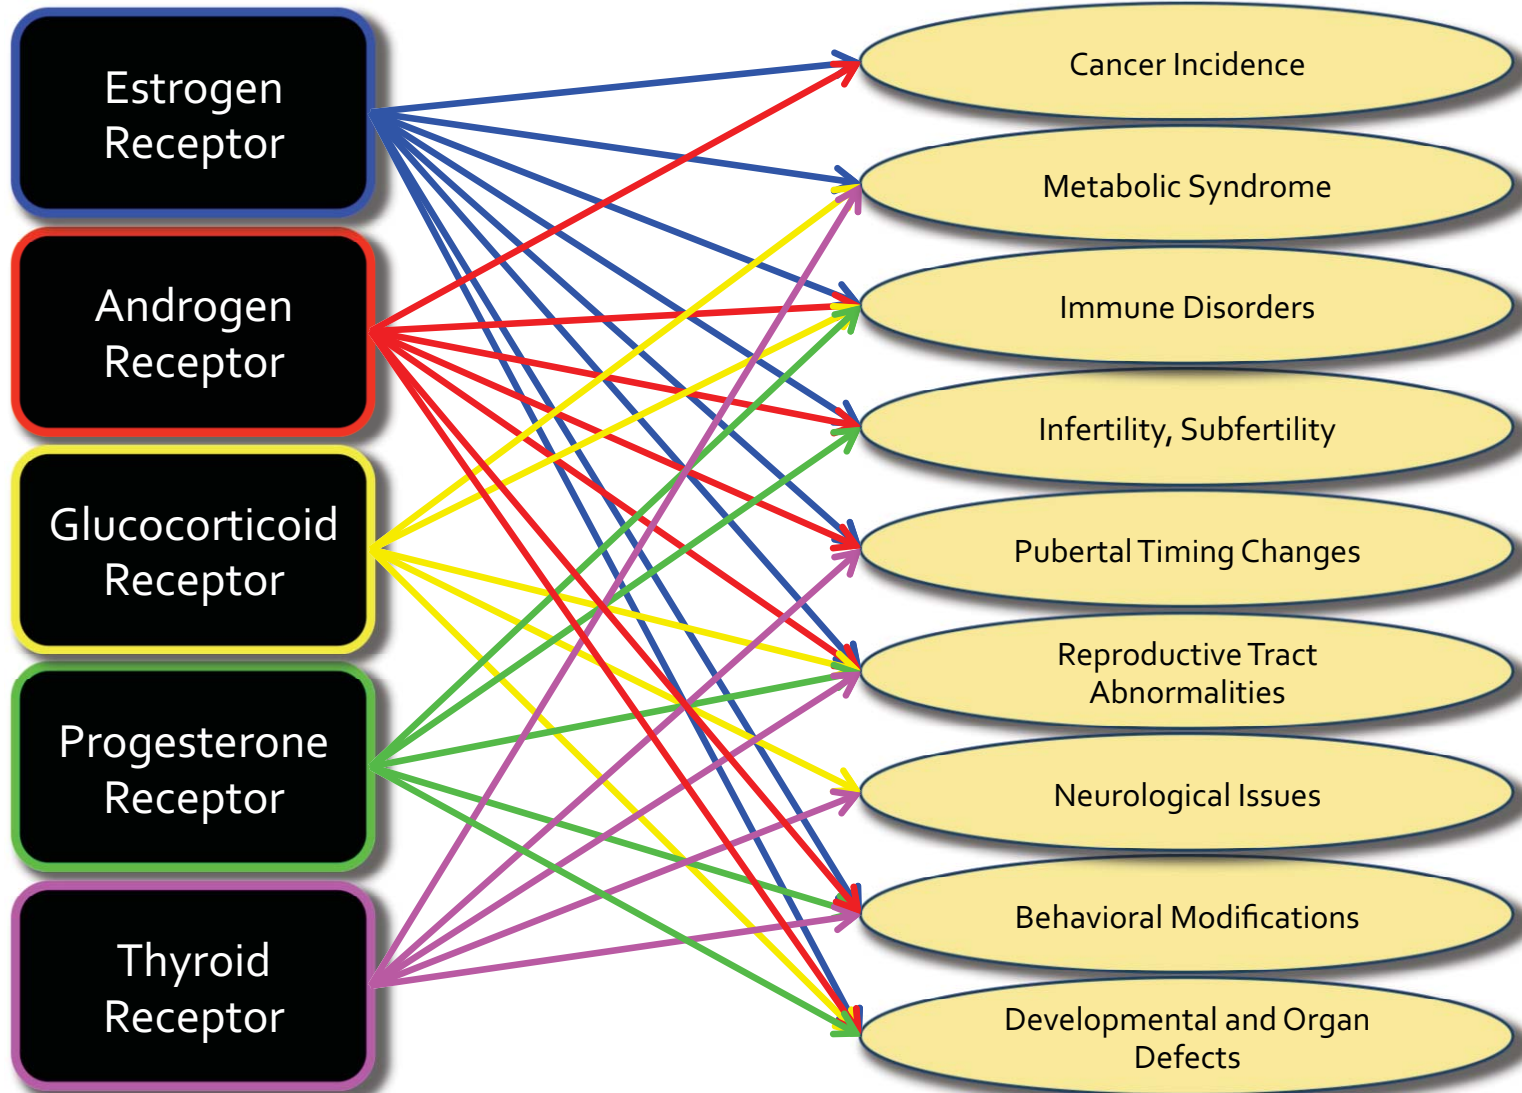 Estrogen
Receptor
Androgen
Receptor
Glucocorticoid
Receptor
Progesterone
Receptor
Thyroid
Receptor
Cancer Incidence
Metabolic Syndrome
Immune Disorders
Infertility, Subfertility
Pubertal Timing Changes
Reproductive Tract
Abnormalities
Neurological Issues
Behavioral Modifications
Developmental and Organ
Defects